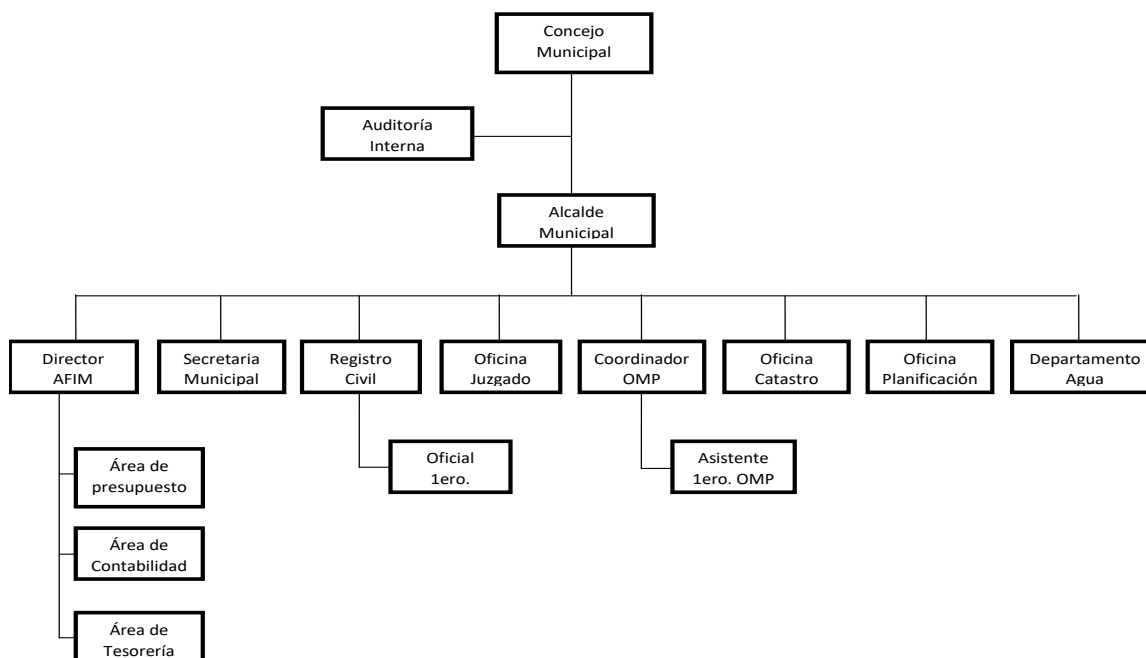 Concejo
Municipal
Auditoría
Interna
Alcalde
Municipal
Director
AFIM
Secretaria
Municipal
Registro
Civil
Oficina
Juzgado
Coordinador
OMP
Oficina
Catastro
Oficina
Planificación
Departamento
Agua
Área de
presupuesto
Oficial
1ero.
Asistente
1ero. OMP
Área de
Contabilidad
Área de
Tesorería